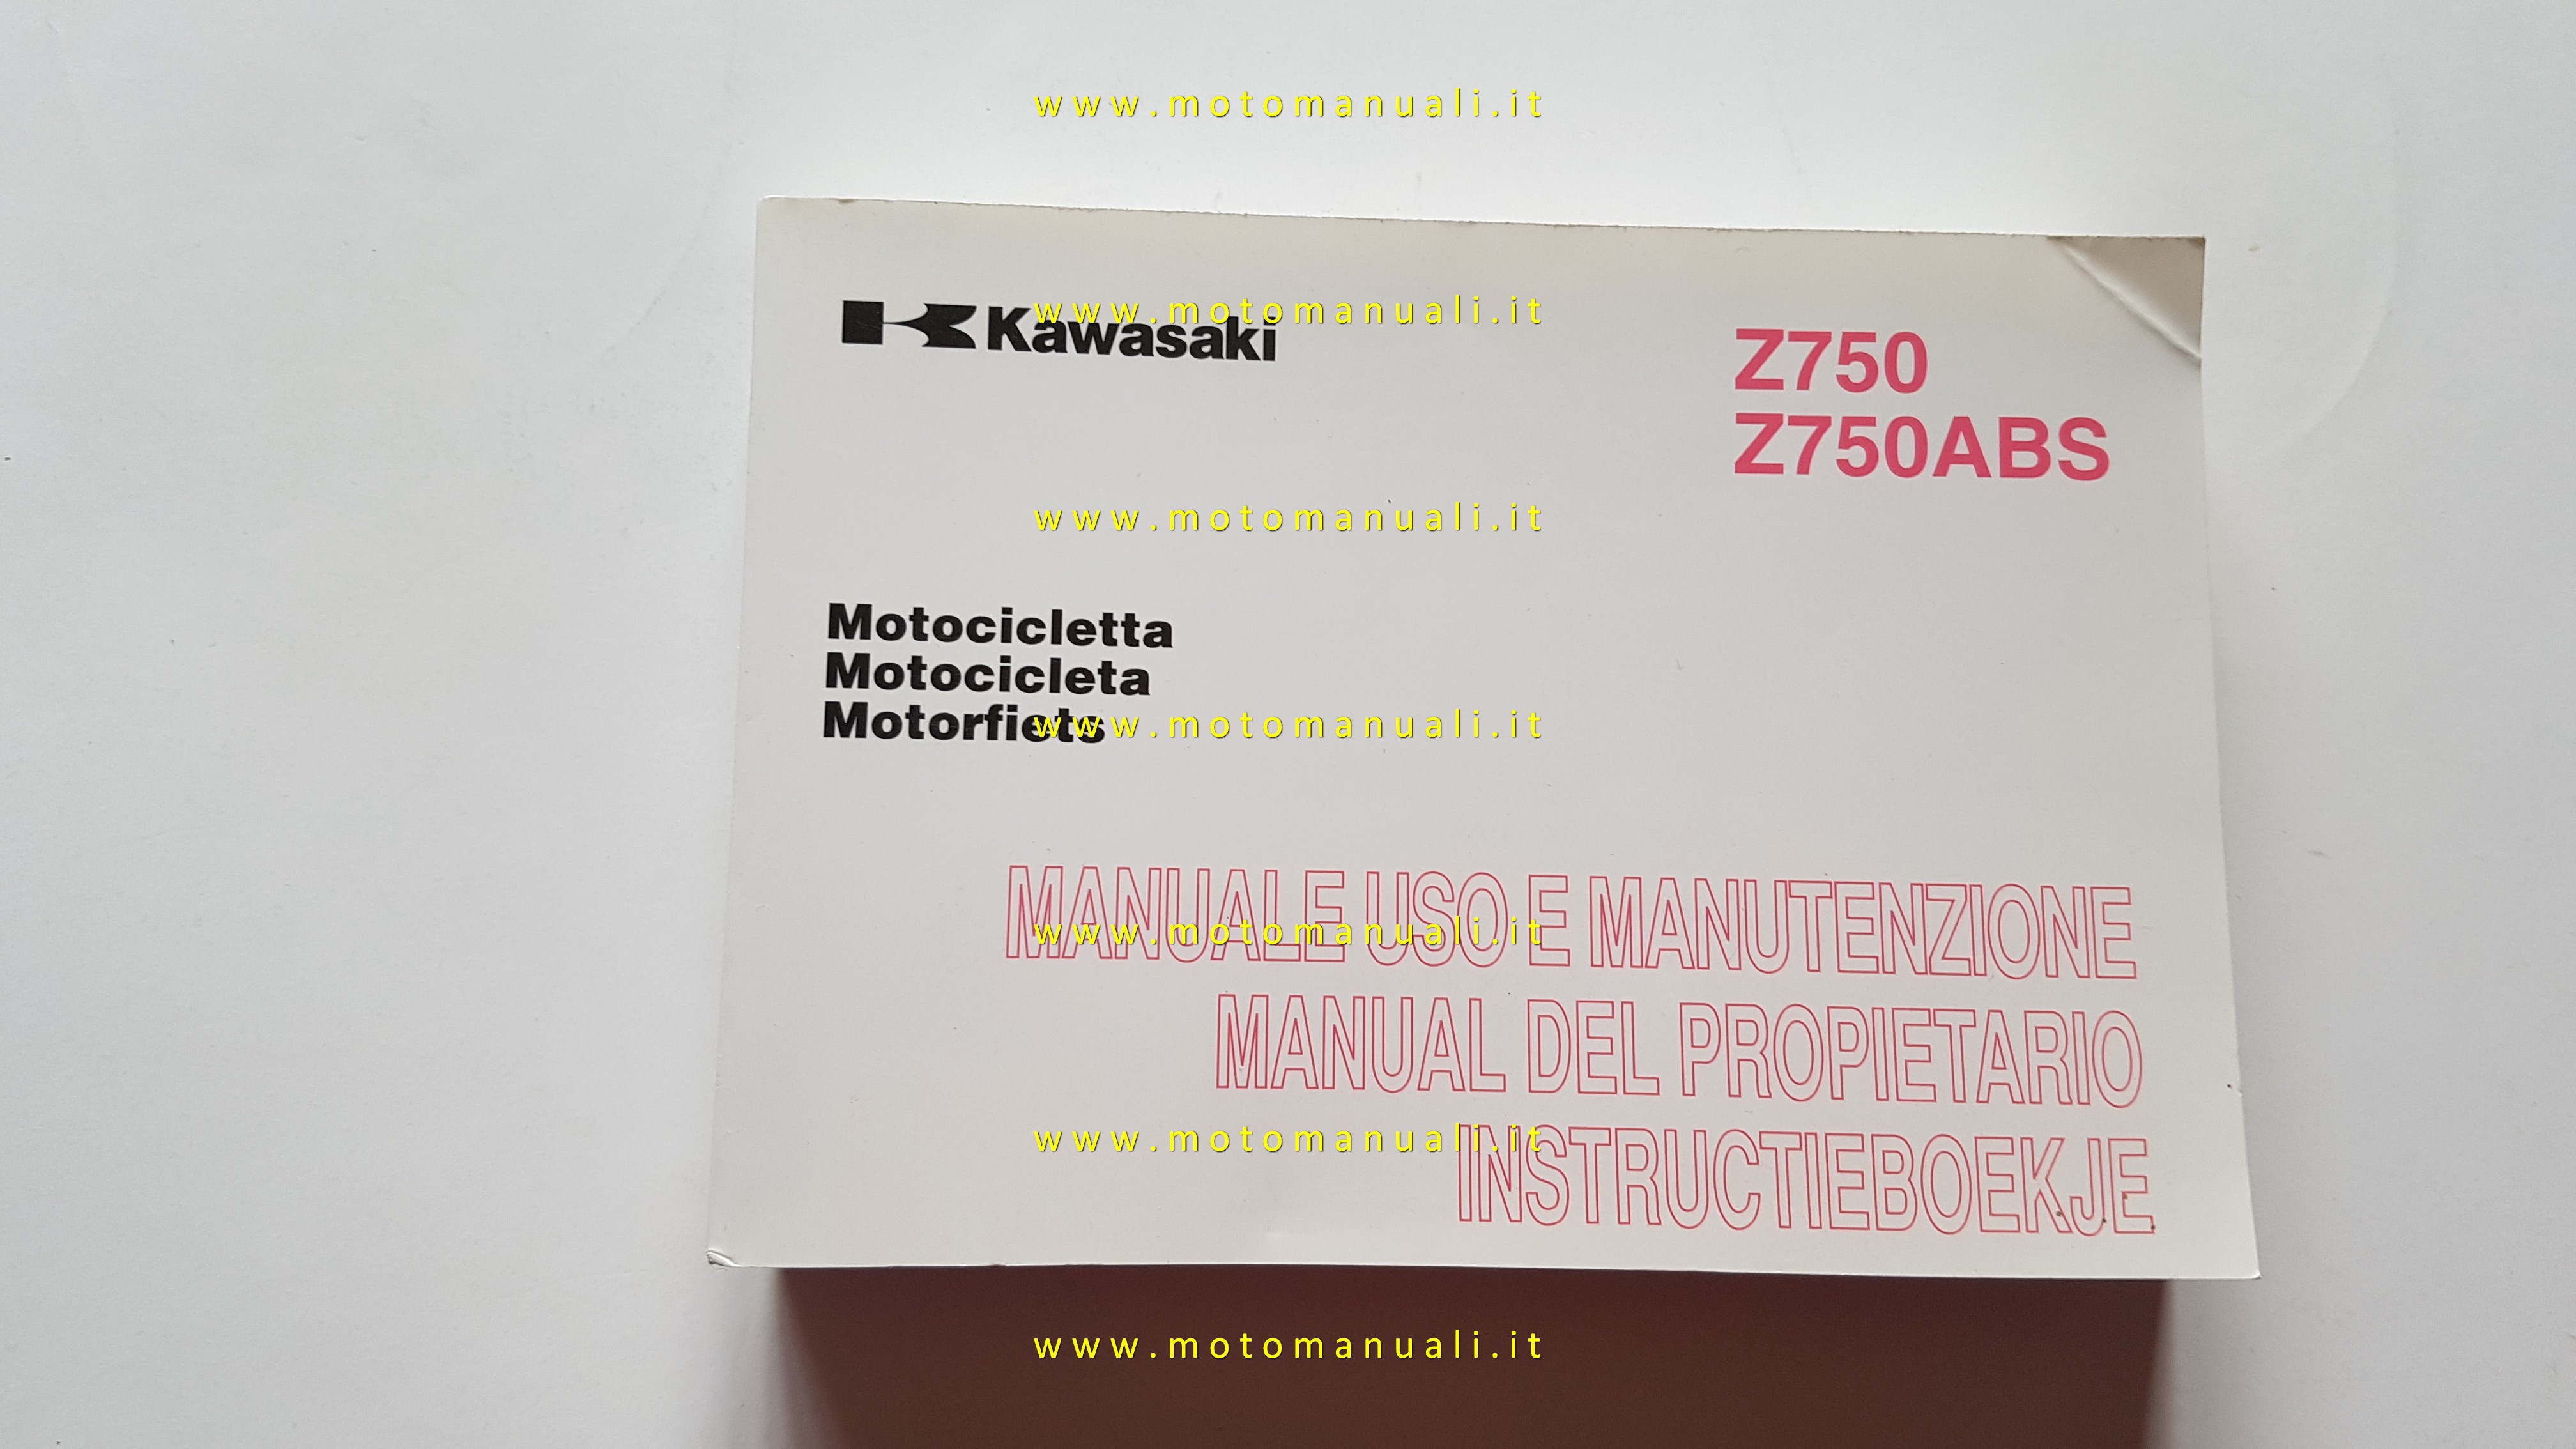 www.motomanuali.it
Kawasaki
www.motomanuali.it
Z750
Z750ABS
www.motomanuali.it
Motocicletta
Motocicleta
Motorfiets
www.motomanuali.it
MANUALE USO E MANUTENZIONE
www.motomanuali.it
MANUAL DEL PROPIETARIO
www.motomanuali.it
INSTRUCTIEBOEKJE
www.motomanuali.it